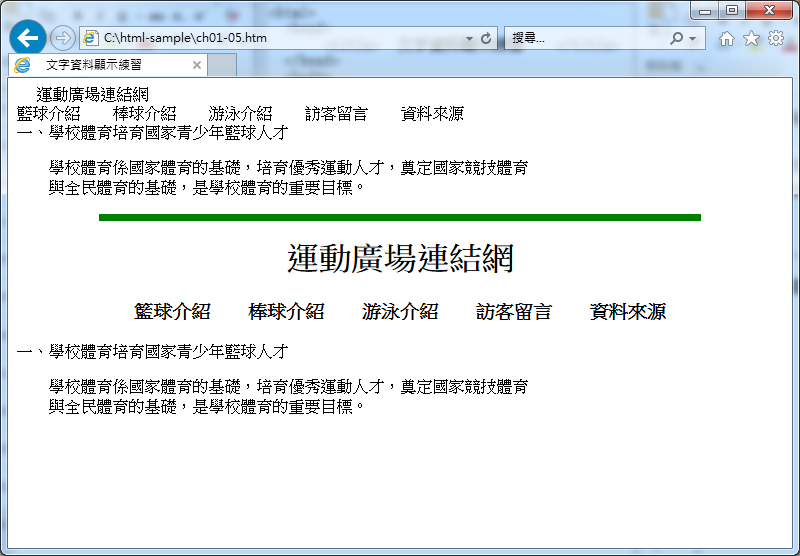 C:\html-sample\ch01-05.htm
搜尋...
文字資料顯示練習
運動廣場連結網
籃球介紹 棒球介紹 游泳介紹 訪客留言 資料來源
一、學校體育培育國家青少年籃球人才
學校體育係國家體育的基礎，培育優秀運動人才，奠定國家競技體育
與全民體育的基礎，是學校體育的重要目標。
運動廣場連結網
籃球介紹 棒球介紹 游泳介紹 訪客留言 資料來源
一、學校體育培育國家青少年籃球人才
學校體育係國家體育的基礎，培育優秀運動人才，奠定國家競技體育
與全民體育的基礎，是學校體育的重要目標。